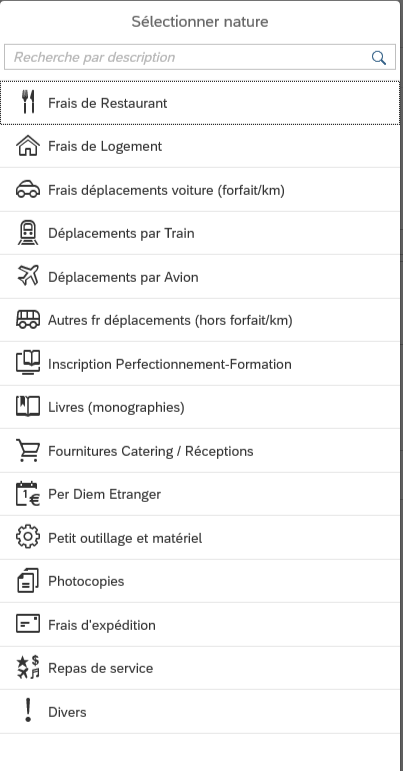 Sélectionner nature
Recherche par description
Frais de Restaurant
Frais de Logement
Frais déplacements voiture (forfait/km)
Déplacements par Train
Déplacements par Avion
Autres fr déplacements (hors forfait/km)
Inscription Perfectionnement-Formation
Livres (monographies)
Fournitures Catering / Réceptions
1 € Per Diem Etranger
Petit outillage et matériel
Photocopies
Frais d'expédition
$ Repas de service
! Divers